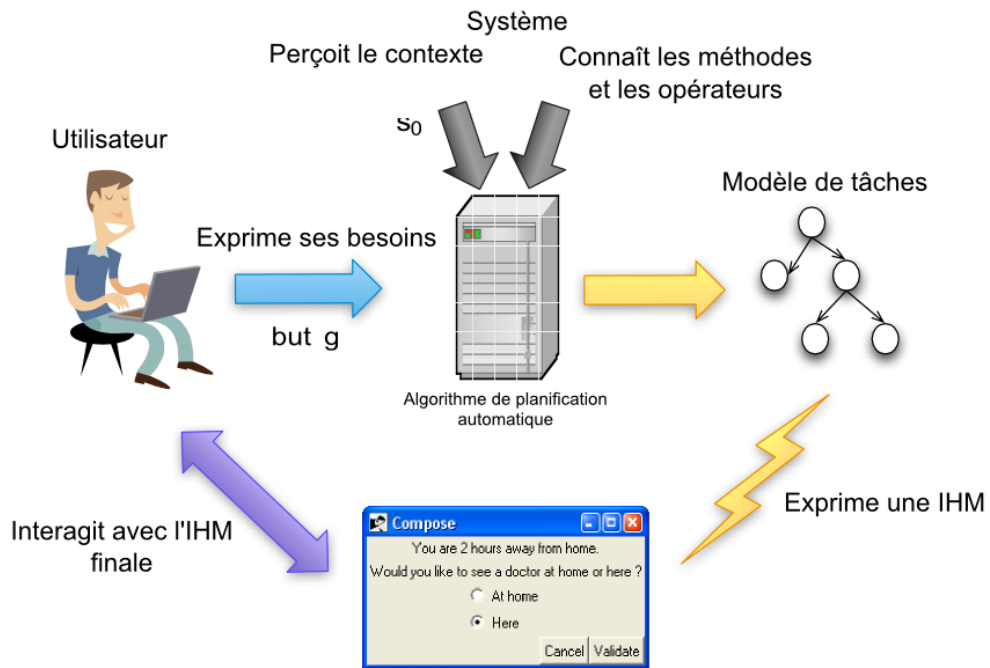 Système
Perçoit le contexte
Connaît les méthodes
et les opérateurs
s0
Utilisateur
Modèle de tâches
Exprime ses besoins
but g
Algorithme de planification
automatique
Interagit avec l'IHM
finale
Exprime une IHM
Compose
You are 2 hours away from home.
Would you like to see a doctor at home or here ?
At home
Here
Cancel
Validate